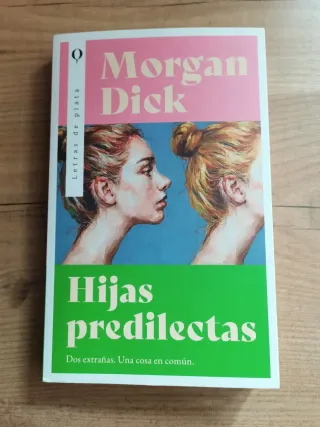 Letras de plata
Morgan
Dick
Hijas
predilectas
Dos extrañas. Una cosa en común.